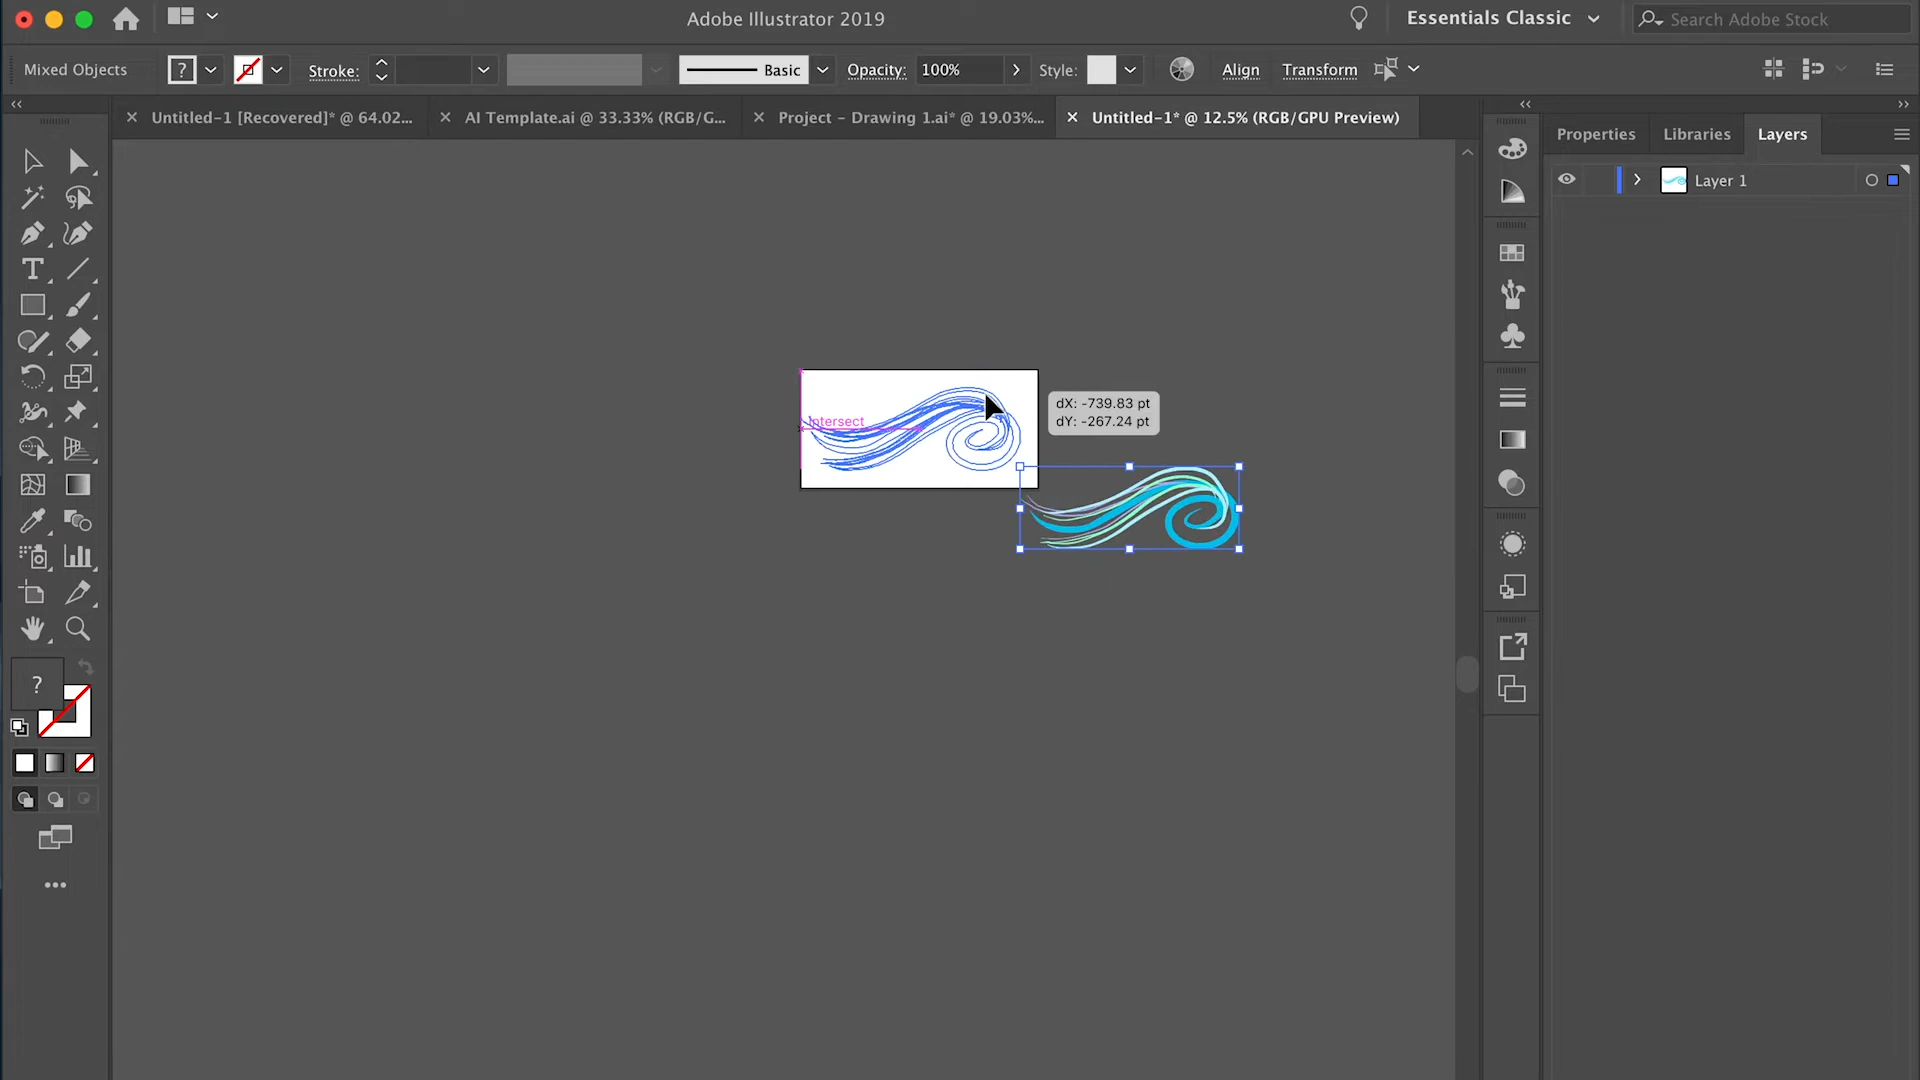 Adobe Illustrator 2019
Essentials Classic
Search Adobe Stock
Mixed Objects
?
Stroke:
Basic
Opacity:
100%
Style:
Align
Transform
Untitled-1 [Recovered]* @ 64.02...
AI Template.ai @ 33.33% (RGB/G...
Project - Drawing 1.ai* @ 19.03%...
Untitled-1* @ 12.5% (RGB/GPU Preview)
Properties
Libraries
Layers
Layer 1
T
intersect
dX: -739.83 pt
dY: -267.24 pt
?